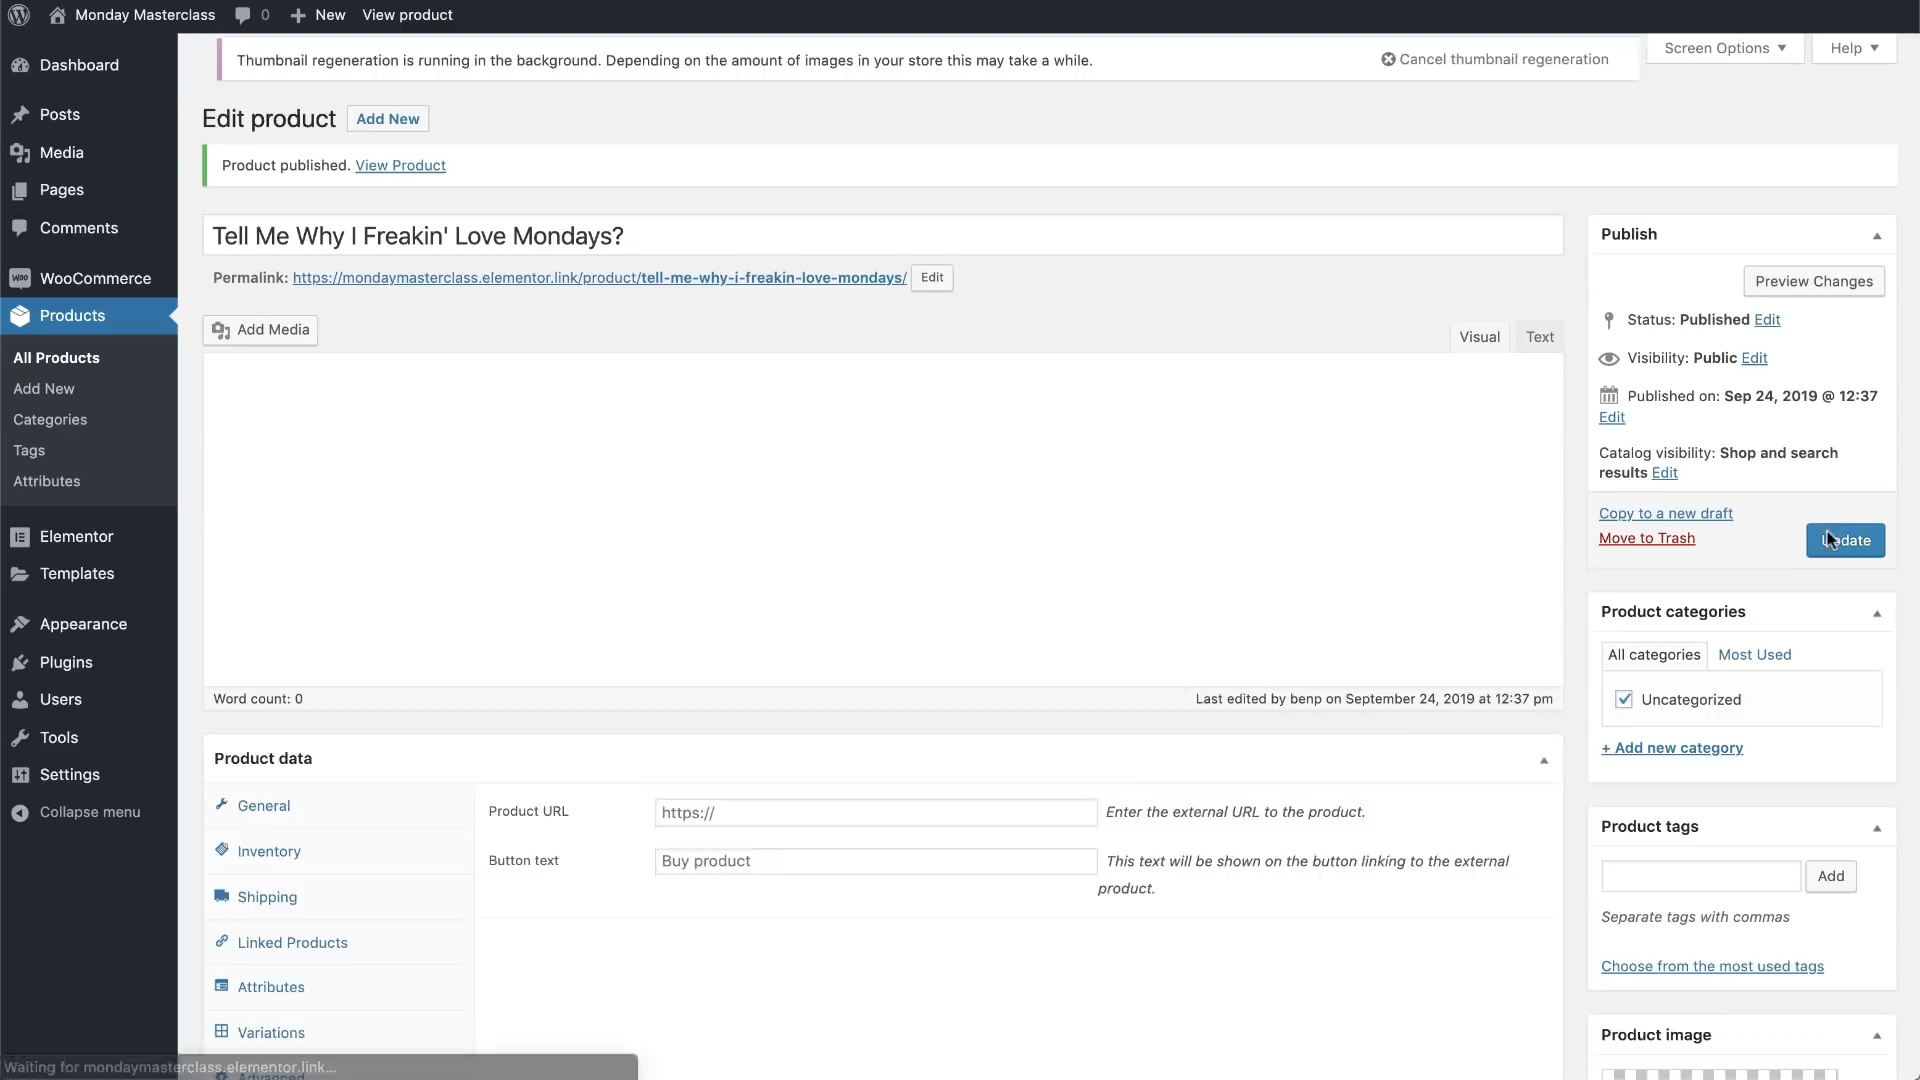 Monday Masterclass 0 New View product
Dashboard
Posts
Media
Pages
Comments
WooCommerce
Products
All Products
Add New
Categories
Tags
Attributes
Elementor
Templates
Appearance
Plugins
Users
Tools
Settings
Collapse menu
Thumbnail regeneration is running in the background. Depending on the amount of images in your store this may take a while.
Cancel thumbnail regeneration
Screen Options ▼
Help ▼
Edit product Add New
Product published. View Product
Tell Me Why I Freakin' Love Mondays?
Permalink: https://mondaymasterclass.elementor.link/product/tell-me-why-i-freakin-love-mondays/ Edit
Add Media
Visual Text
Word count: 0
Last edited by benp on September 24, 2019 at 12:37 pm
Product data
General
Inventory
Shipping
Linked Products
Attributes
Variations
Advanced
Product URL https:// Enter the external URL to the product.
Button text Buy product This text will be shown on the button linking to the external
product.
Publish
Preview Changes
Status: Published Edit
Visibility: Public Edit
Published on: Sep 24, 2019 @ 12:37
Edit
Catalog visibility: Shop and search
results Edit
Copy to a new draft
Move to Trash
Update
Product categories
All categories Most Used
Uncategorized
+ Add new category
Product tags
Add
Separate tags with commas
Choose from the most used tags
Product image
Waiting for mondaymasterclass.elementor.link...